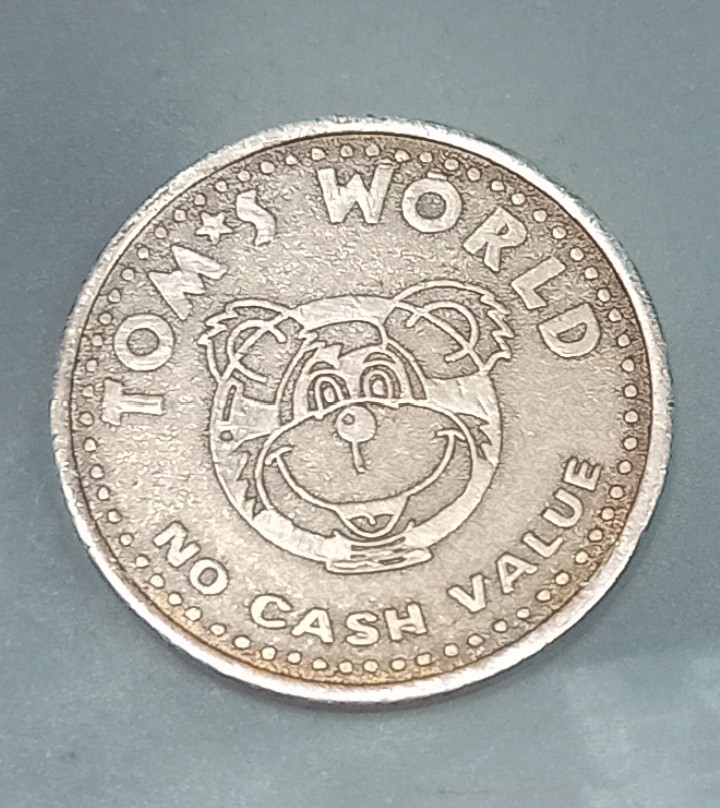 TOM★S WORLD
NO CASH VALUE